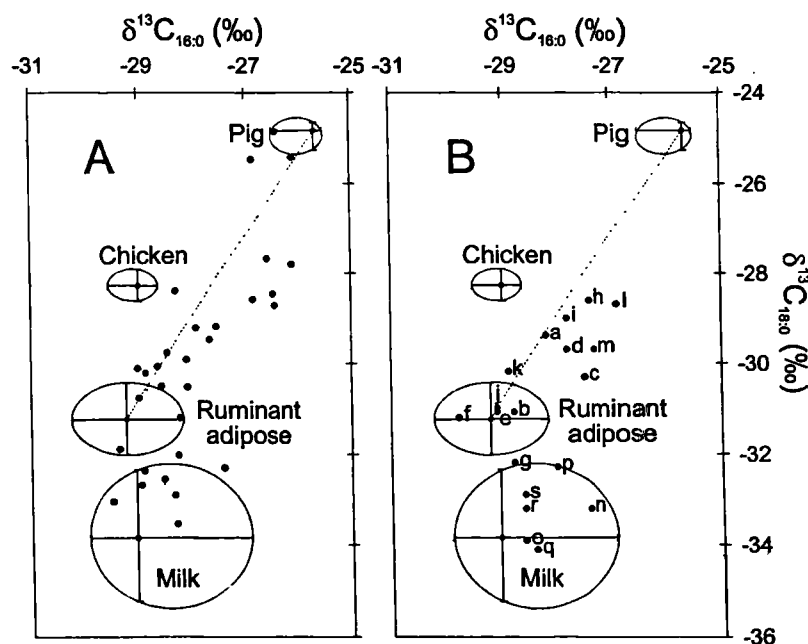 δ¹³C₁₆:₀ (‰) δ¹³C₁₆:₀ (‰)
-31 -29 -27 -25 -31 -29 -27 -25
-24
Pig Pig
A B
-26
Chicken Chicken
-28
h l
i
a
d m
-30
k
c
j
f b
e
Ruminant adipose Ruminant adipose
-32
g p
s
r n
-34
o
q
Milk Milk
-36
δ¹³C₁₈:₀ (‰)